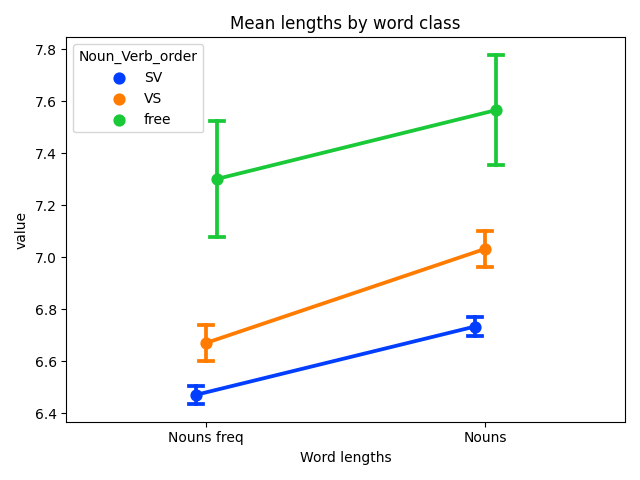 Mean lengths by word class
Noun_Verb_order
SV
VS
free
value
7.8
7.6
7.4
7.2
7.0
6.8
6.6
6.4
Nouns freq
Nouns
Word lengths